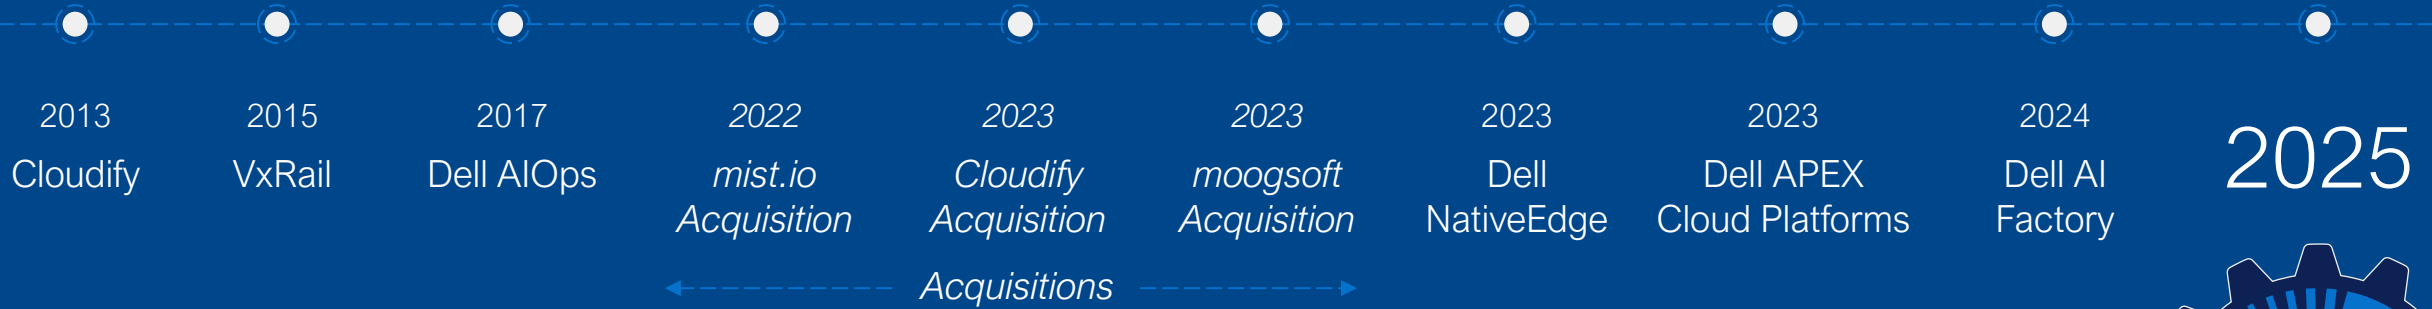 2013
Cloudify
2015
VxRail
2017
Dell AIOps
2022
mist.io
Acquisition
2023
Cloudify
Acquisition
2023
moogsoft
Acquisition
2023
Dell
NativeEdge
2023
Dell APEX
Cloud Platforms
2024
Dell AI
Factory
2025
Acquisitions